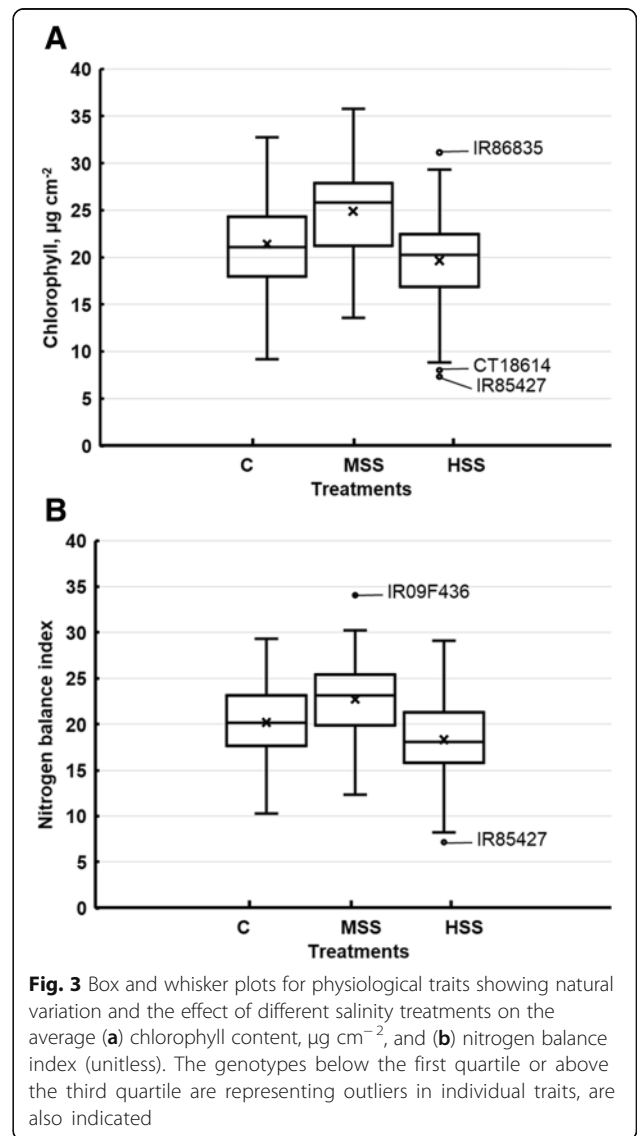 A
40
35
30
25
20
15
10
5
0
Chlorophyll, µg cm⁻²
IR86835
CT18614
IR85427
C MSS HSS
Treatments
B
40
35
30
25
20
15
10
5
0
Nitrogen balance index
IR09F436
IR85427
C MSS HSS
Treatments
Fig. 3 Box and whisker plots for physiological traits showing natural
variation and the effect of different salinity treatments on the
average (a) chlorophyll content, µg cm⁻², and (b) nitrogen balance
index (unitless). The genotypes below the first quartile or above
the third quartile are representing outliers in individual traits, are
also indicated